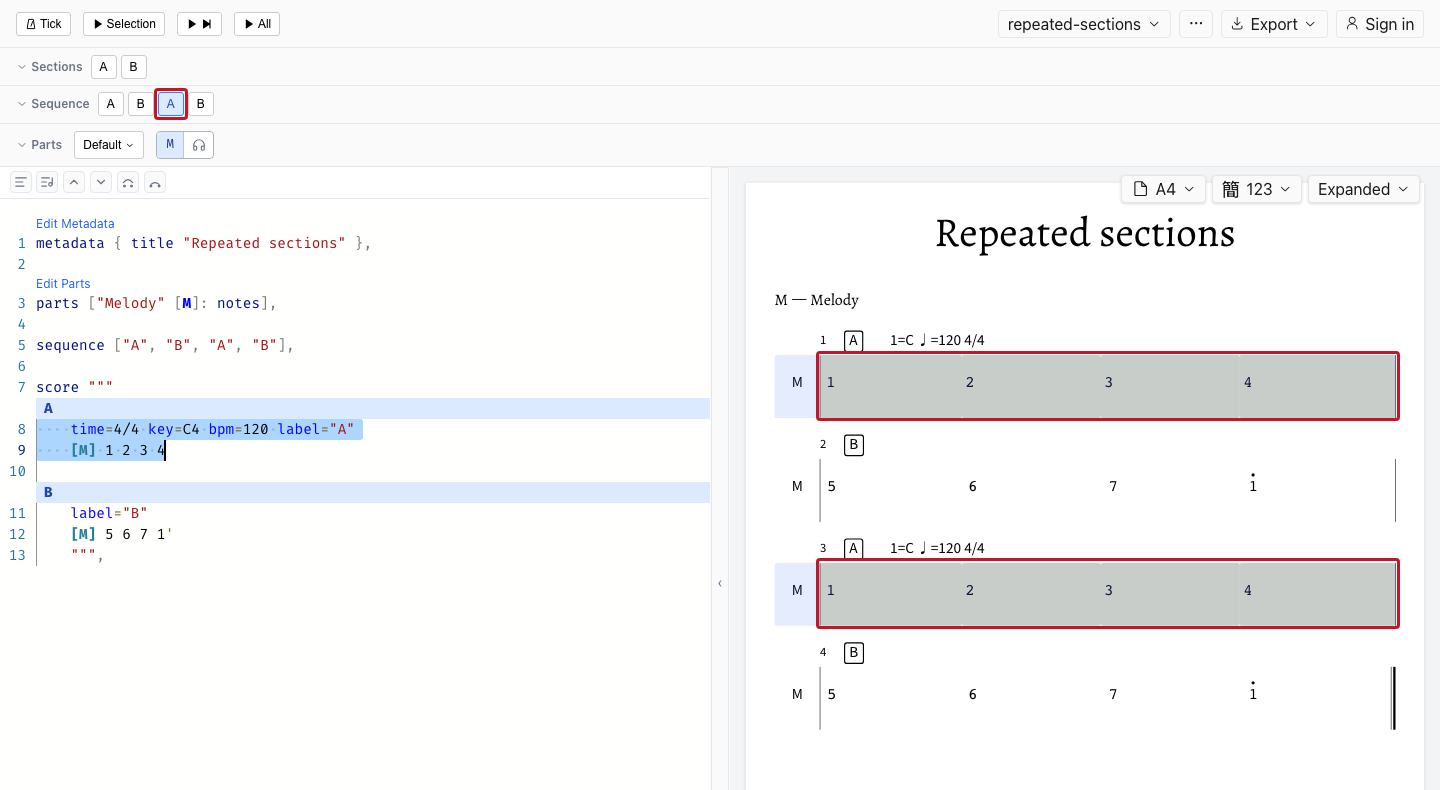 Tick Selection All repeated-sections ··· Export Sign in
Sections A B
Sequence A B A B
Parts Default M
A4 簡 123 Expanded
Edit Metadata
1 metadata { title "Repeated sections" },
2
Edit Parts
3 parts ["Melody" [M]: notes],
4
5 sequence ["A", "B", "A", "B"],
6
7 score """
A
8 ····time=4/4·key=C4·bpm=120·label="A"
9 ····[M]·1·2·3·4
10
B
11 label="B"
12 [M] 5 6 7 1'
13 """,
Repeated sections
M — Melody
1 A 1=C ♩=120 4/4
M 1 2 3 4
2 B
M 5 6 7 1̇
3 A 1=C ♩=120 4/4
M 1 2 3 4
4 B
M 5 6 7 1̇